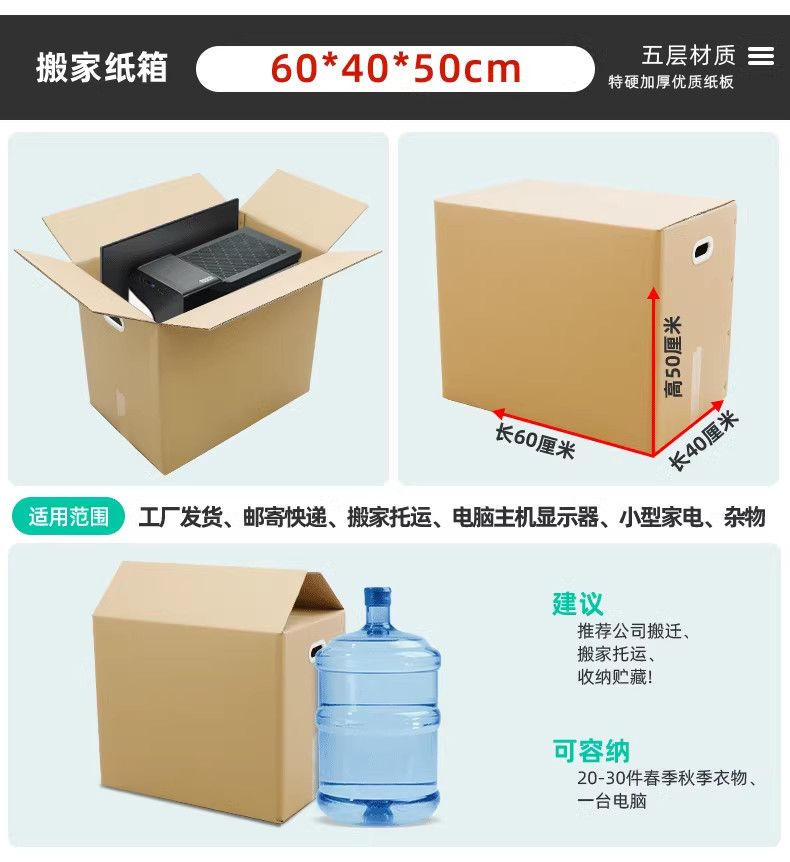 搬家纸箱
60*40*50cm
五层材质
特硬加厚优质纸板
高50厘米
长60厘米
长40厘米
适用范围
工厂发货、邮寄快递、搬家托运、电脑主机显示器、小型家电、杂物
建议
推荐公司搬迁、
搬家托运、
收纳贮藏!
可容纳
20-30件春季秋季衣物、
一台电脑